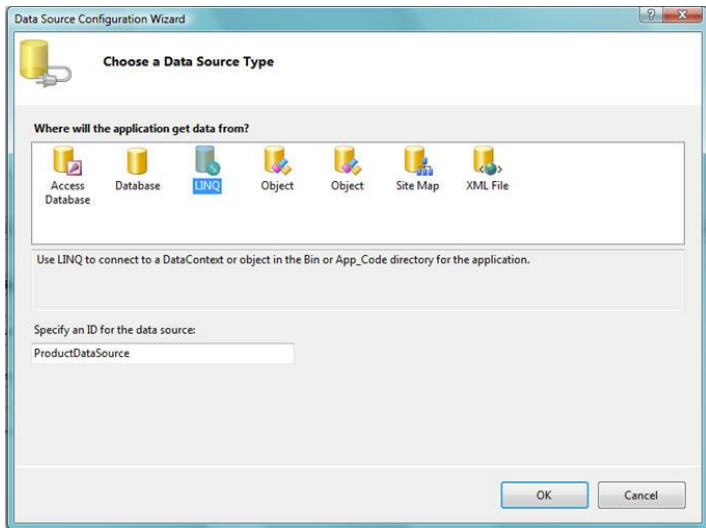 Data Source Configuration Wizard
Choose a Data Source Type
Where will the application get data from?
Access Database
Database
LINQ
Object
Object
Site Map
XML File
Use LINQ to connect to a DataContext or object in the Bin or App_Code directory for the application.
Specify an ID for the data source:
ProductDataSource
OK
Cancel